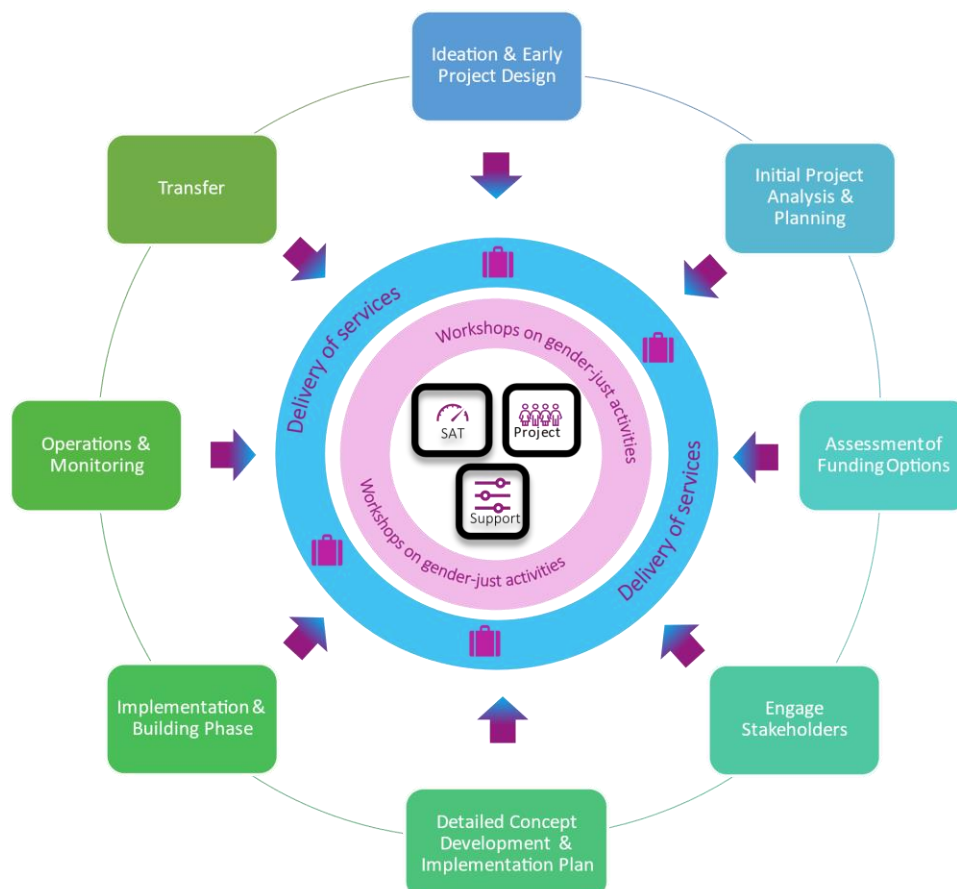 Ideation & Early
Project Design
Initial Project
Analysis &
Planning
Assessment of
Funding Options
Engage
Stakeholders
Detailed Concept
Development &
Implementation Plan
Implementation &
Building Phase
Operations &
Monitoring
Transfer
Delivery of services
Delivery of services
Workshops on gender-just activities
Workshops on gender-just activities
SAT
Project
Support